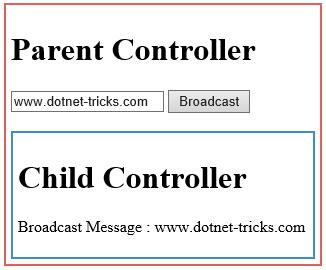 Parent Controller
www.dotnet-tricks.com Broadcast
Child Controller
Broadcast Message : www.dotnet-tricks.com